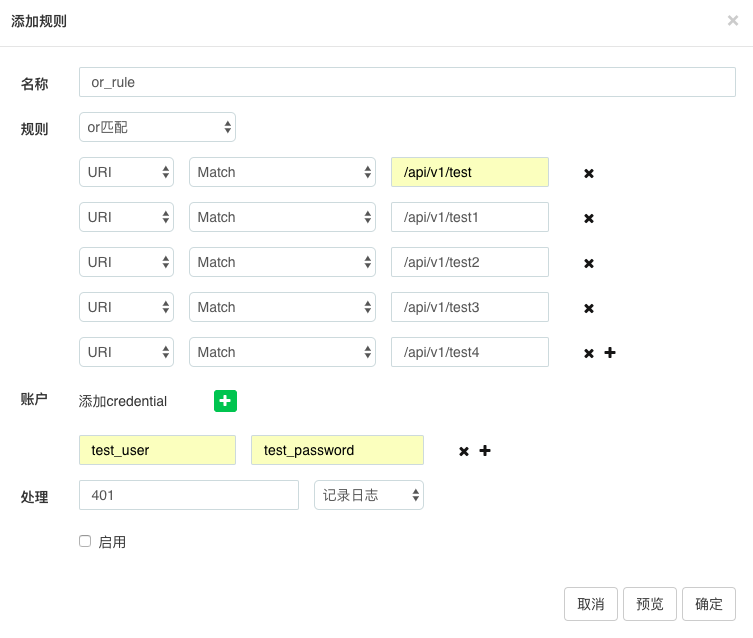 添加规则 ×
名称 or_rule
规则 or匹配
URI Match /api/v1/test
URI Match /api/v1/test1
URI Match /api/v1/test2
URI Match /api/v1/test3
URI Match /api/v1/test4
账户 添加credential
test_user test_password
处理 401 记录日志
启用
取消 预览 确定